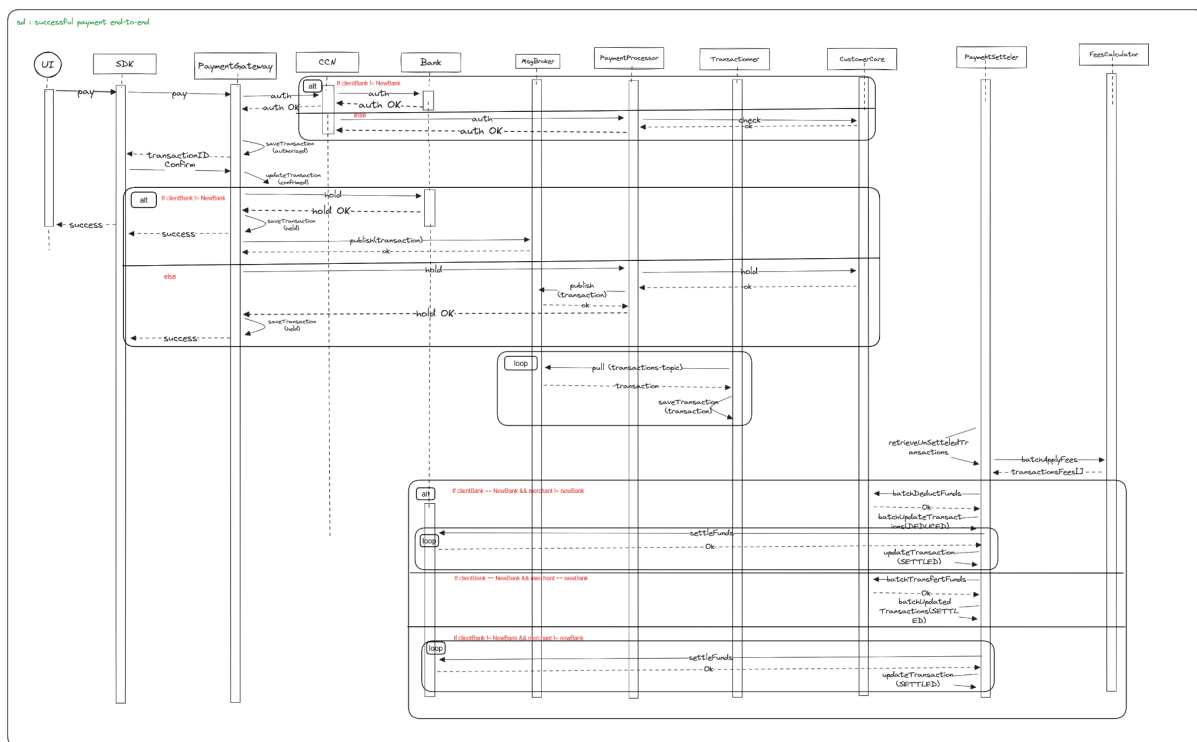 sd : successful payment end-to-end
UI
SDK
PaymentGateway
CCN
Bank
MsgBroker
PaymentProcessor
Transactionner
CustomerCare
PaymentSetteler
FeesCalculator
alt
If clientBank != NewBank
pay
pay
auth
auth
auth OK
auth OK
else
auth
check
ok
auth OK
saveTransaction
(authorized)
transactionID
Confirm
updateTransaction
(confirmed)
alt
If clientBank != NewBank
hold
hold OK
success
saveTransaction
(held)
success
publish(transaction)
ok
else
hold
hold
publish
(transaction)
ok
ok
hold OK
saveTransaction
(held)
success
loop
pull (transactions-topic)
transaction
saveTransaction
(transaction)
retrieveUnSetteledTr
ansactions
batchApplyFees
transactionsFees[]
alt
If clientBank == NewBank && merchant != newBank
batchDeductFunds
Ok
batchUpdateTransact
ions(DEDUCED)
settleFunds
loop
Ok
updateTransaction
(SETTLED)
If clientBank == NewBank && merchant == newBank
batchTransfertFunds
Ok
batchUpdated
Transactions(SETTL
ED)
If clientBank != NewBank && merchant != newBank
loop
settleFunds
Ok
updateTransaction
(SETTLED)